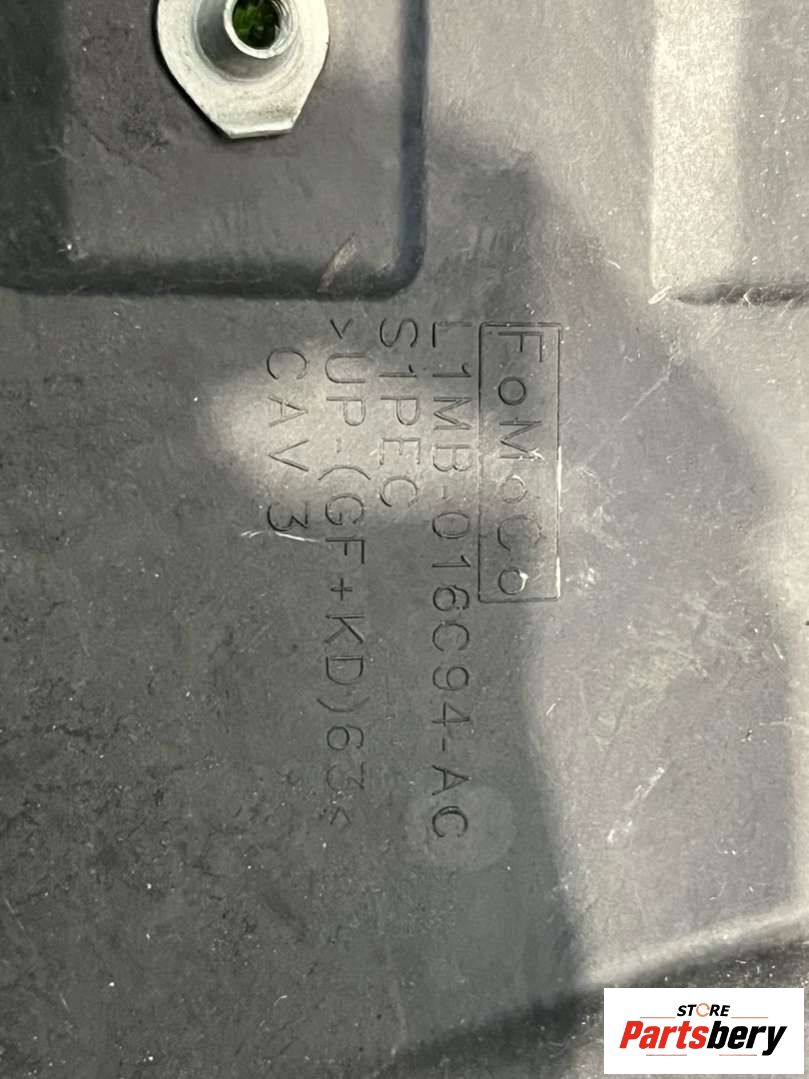 FoMoCo
L1MB-016C94-AC
S1PEC
>UP-(GF+KD)63<
CAV 3
STORE
Partsbery